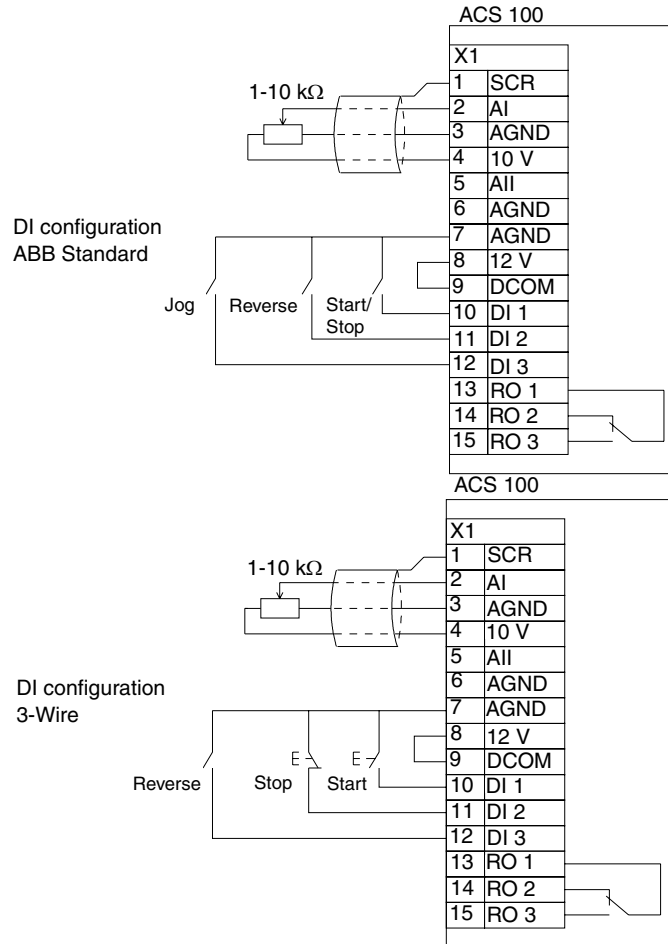 ACS 100
X1
1 SCR
1-10 kΩ
2 AI
3 AGND
4 10 V
5 AII
6 AGND
DI configuration
ABB Standard
7 AGND
8 12 V
9 DCOM
Jog Reverse Start/
Stop
10 DI 1
11 DI 2
12 DI 3
13 RO 1
14 RO 2
15 RO 3
ACS 100
X1
1 SCR
1-10 kΩ
2 AI
3 AGND
4 10 V
5 AII
6 AGND
DI configuration
3-Wire
7 AGND
8 12 V
9 DCOM
Reverse Stop Start
10 DI 1
11 DI 2
12 DI 3
13 RO 1
14 RO 2
15 RO 3